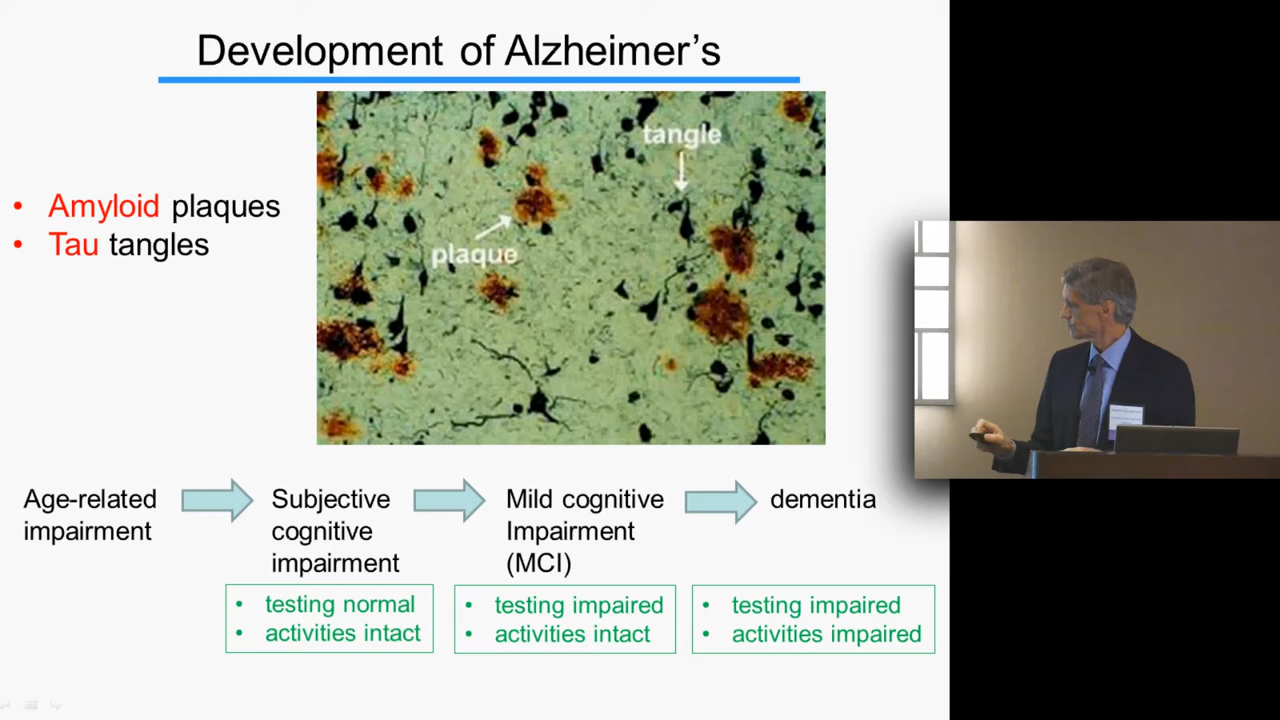 Development of Alzheimer’s
• Amyloid plaques
• Tau tangles
tangle
plaque
Age-related
impairment
Subjective
cognitive
impairment
Mild cognitive
Impairment
(MCI)
dementia
• testing normal
• activities intact
• testing impaired
• activities intact
• testing impaired
• activities impaired